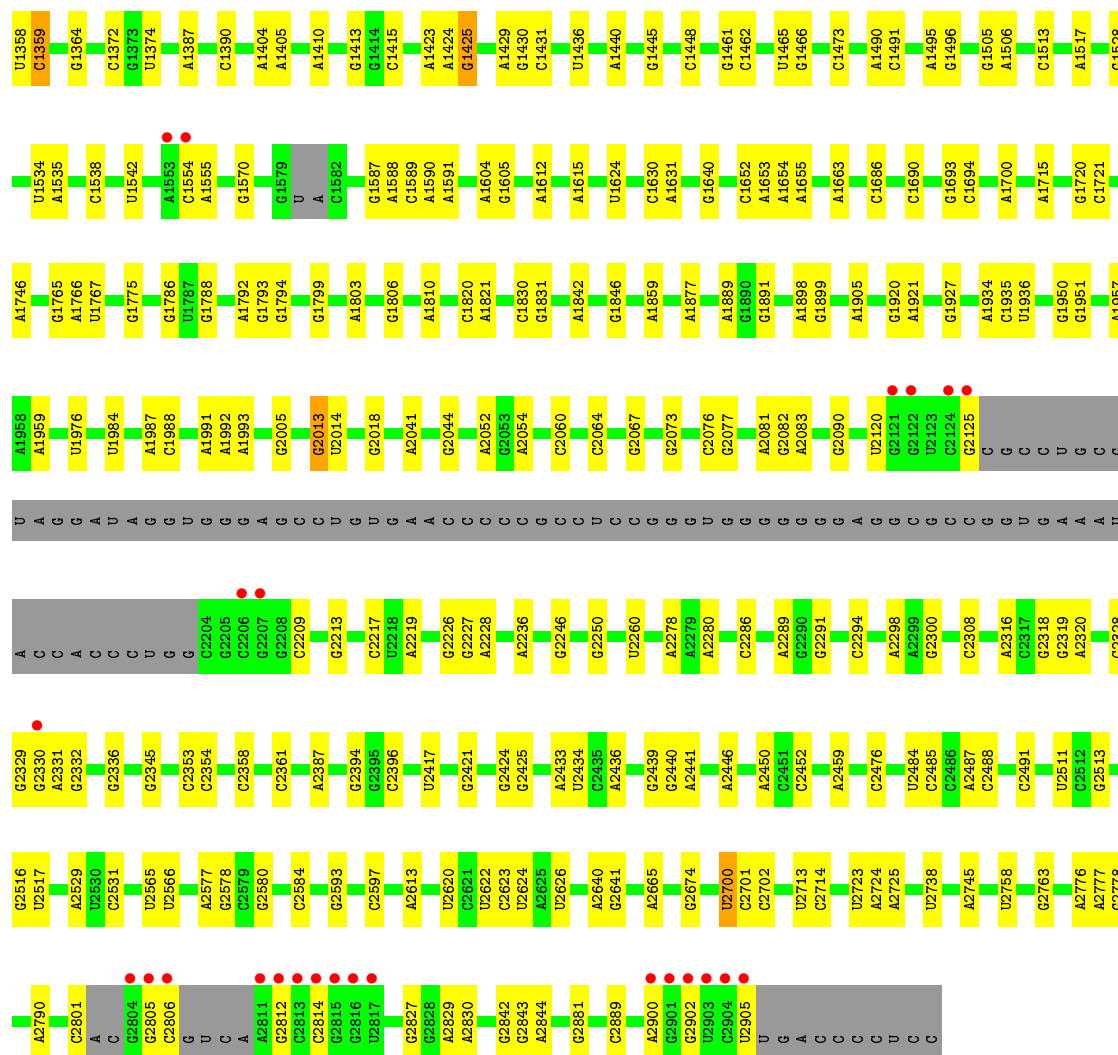 U1358 C1359 G1364 C1372 G1373 U1374 A1387 C1390 A1404 A1405 A1410 G1413 G1414 C1415 A1423 A1424 G1425 A1429 G1430 C1431 U1436 A1440 G1445 C1448 G1461 C1462 U1465 G1466 C1473 A1490 C1491 A1495 G1496 G1505 A1506 C1513 A1517
U1534 A1535 C1538 U1542 A1553 C1554 A1555 G1570 G1579 U A C1582 G1587 A1588 C1589 A1590 A1591 A1604 G1605 A1612 A1615 U1624 C1630 A1631 G1640 C1652 A1653 A1654 A1655 A1663 C1686 C1690 G1693 C1694 A1700 A1715 G1720 C1721
A1746 G1765 A1766 U1767 G1775 G1786 U1787 G1788 A1792 G1793 G1794 G1799 A1803 G1806 A1810 C1820 A1821 C1830 G1831 A1842 G1846 A1859 A1877 A1889 G1890 G1891 A1898 G1899 A1905 G1920 A1921 G1927 A1934 C1935 U1936 G1950 G1951 A1957
A1958 A1959 U1976 U1984 A1987 C1988 A1991 A1992 A1993 G2005 G2013 U2014 G2018 A2041 G2044 A2052 G2053 A2054 C2060 C2064 G2067 G2073 C2076 G2077 A2081 G2082 A2083 G2090 U2120 G2121 G2122 U2123 C2124 G2125 C G C C U G C C
U A G G A U A G G U G G G A G C C U G U G A A C C C C G C C U C C G G G U G G G G G G A G G C G C C G G U G A A A U
A C C A C C C U G G C2204 G2205 C2206 G2207 G2208 C2209 G2213 C2217 U2218 A2219 G2226 G2227 A2228 A2236 G2246 G2250 U2260 A2278 A2279 A2280 C2286 A2289 G2290 G2291 C2294 A2298 A2299 G2300 C2308 A2316 C2317 G2318 G2319 A2320
G2329 G2330 A2331 G2332 G2336 G2345 C2353 C2354 C2358 C2361 A2387 G2394 G2395 C2396 U2417 G2421 G2424 G2425 A2433 U2434 C2435 A2436 G2439 G2440 A2441 A2446 A2450 C2451 C2452 A2459 C2476 U2484 C2485 C2486 A2487 C2488 C2491 U2511 C2512 G2513
G2516 U2517 A2529 U2530 C2531 U2565 U2566 A2577 G2578 C2579 G2580 C2584 G2593 C2597 A2613 U2620 C2621 U2622 C2623 U2624 A2625 U2626 A2640 G2641 A2665 G2674 U2700 C2701 C2702 U2713 C2714 U2723 A2724 A2725 U2738 A2745 U2758 G2763 A2776 A2777
A2790 C2801 A C G2804 G2805 C2806 G U C A A2811 G2812 C2813 C2814 G2815 G2816 U2817 G2827 G2828 A2829 A2830 G2842 G2843 A2844 G2881 C2889 A2900 G2901 G2902 U2903 C2904 U2905 U G A C C C C U C C